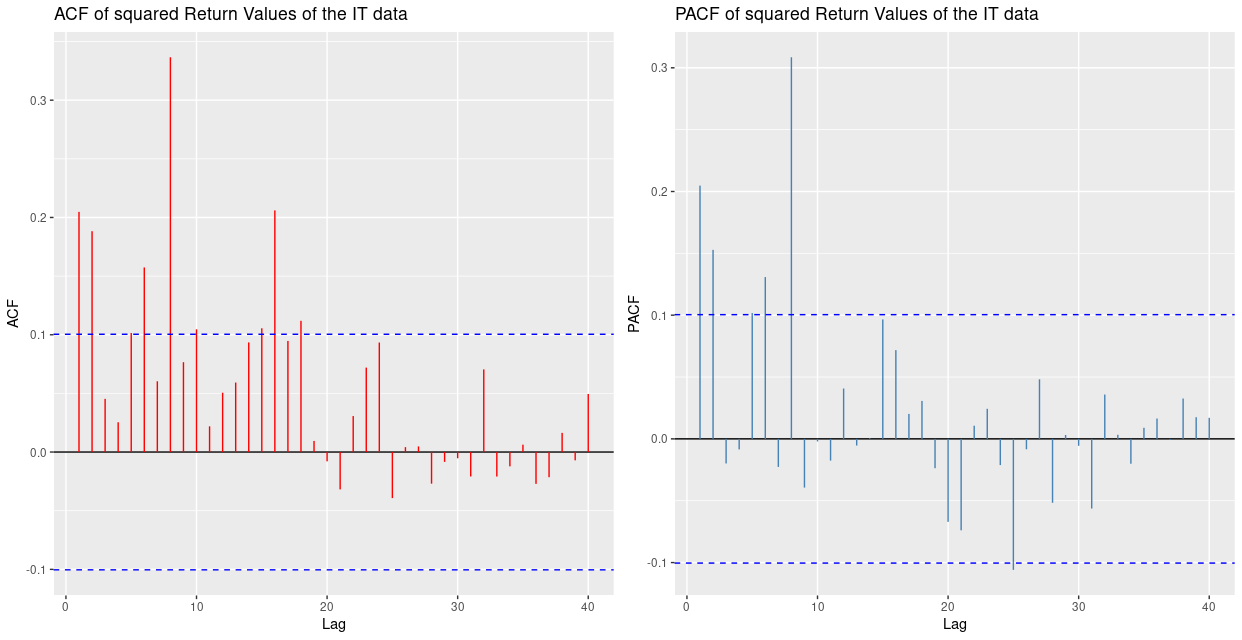 ACF of squared Return Values of the IT data
0.3
0.2
0.1
0.0
-0.1
ACF
0 10 20 30 40
Lag
PACF of squared Return Values of the IT data
0.3
0.2
0.1
0.0
-0.1
PACF
0 10 20 30 40
Lag